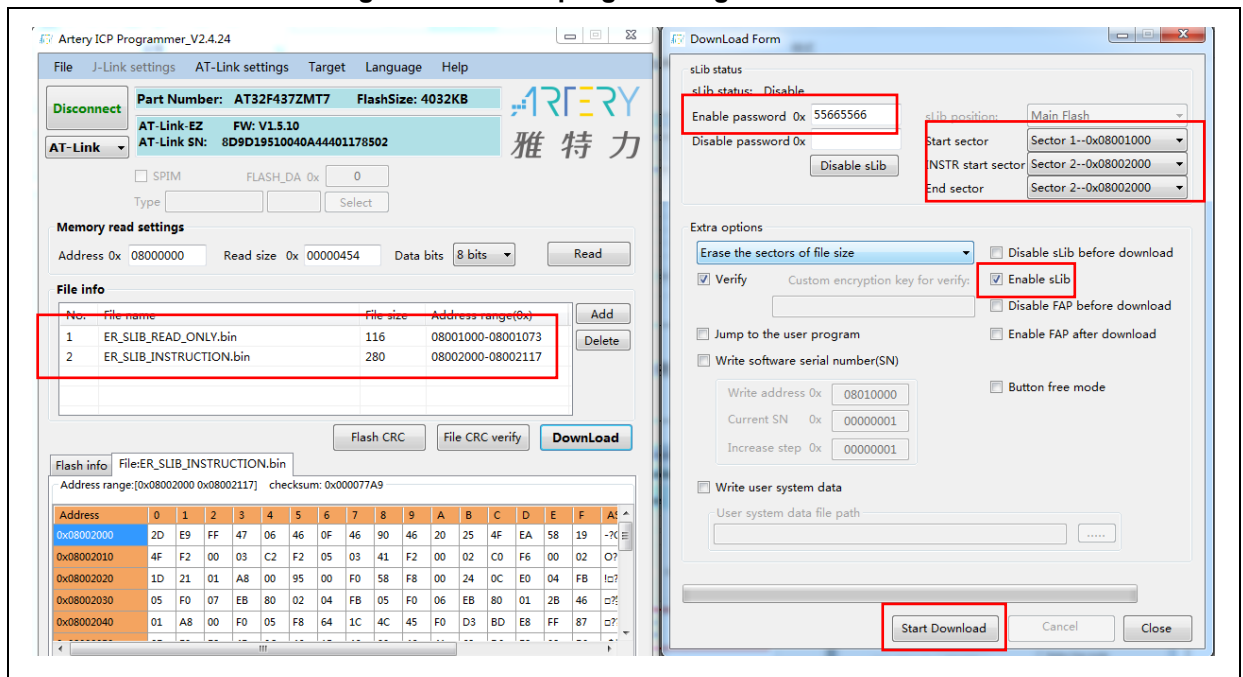 Artery ICP Programmer_V2.4.24
File J-Link settings AT-Link settings Target Language Help
Disconnect
Part Number: AT32F437ZMT7 FlashSize: 4032KB
AT-Link
AT-Link-EZ FW: V1.5.10
AT-Link SN: 8D9D19510040A44401178502
ARTERY
雅特力
SPIM FLASH_DA 0x 0
Type Select
Memory read settings
Address 0x 08000000 Read size 0x 00000454 Data bits 8 bits Read
File info
No. File name File size Address range(0x) Add
1 ER_SLIB_READ_ONLY.bin 116 08001000-08001073
2 ER_SLIB_INSTRUCTION.bin 280 08002000-08002117
Delete
Flash CRC File CRC verify DownLoad
Flash info File:ER_SLIB_INSTRUCTION.bin
Address range:[0x08002000 0x08002117] checksum: 0x000077A9
Address 0 1 2 3 4 5 6 7 8 9 A B C D E F
0x08002000 2D E9 FF 47 06 46 0F 46 90 46 20 25 4F EA 58 19
0x08002010 4F F2 00 03 C2 F2 05 03 41 F2 00 02 C0 F6 00 02
0x08002020 1D 21 01 A8 00 95 00 F0 58 F8 00 24 0C E0 04 FB
0x08002030 05 F0 07 EB 80 02 04 FB 05 F0 06 EB 80 01 2B 46
0x08002040 01 A8 00 F0 05 F8 64 1C 4C 45 F0 D3 BD E8 FF 87
DownLoad Form
sLib status
sLib status: Disable
Enable password 0x 55665566
sLib position: Main Flash
Disable password 0x
Start sector Sector 1--0x08001000
Disable sLib
INSTR start sector Sector 2--0x08002000
End sector Sector 2--0x08002000
Extra options
Erase the sectors of file size
Disable sLib before download
Verify Custom encryption key for verify:
Enable sLib
Disable FAP before download
Jump to the user program
Enable FAP after download
Write software serial number(SN)
Write address 0x 08010000
Button free mode
Current SN 0x 00000001
Increase step 0x 00000001
Write user system data
User system data file path
.....
Start Download Cancel Close